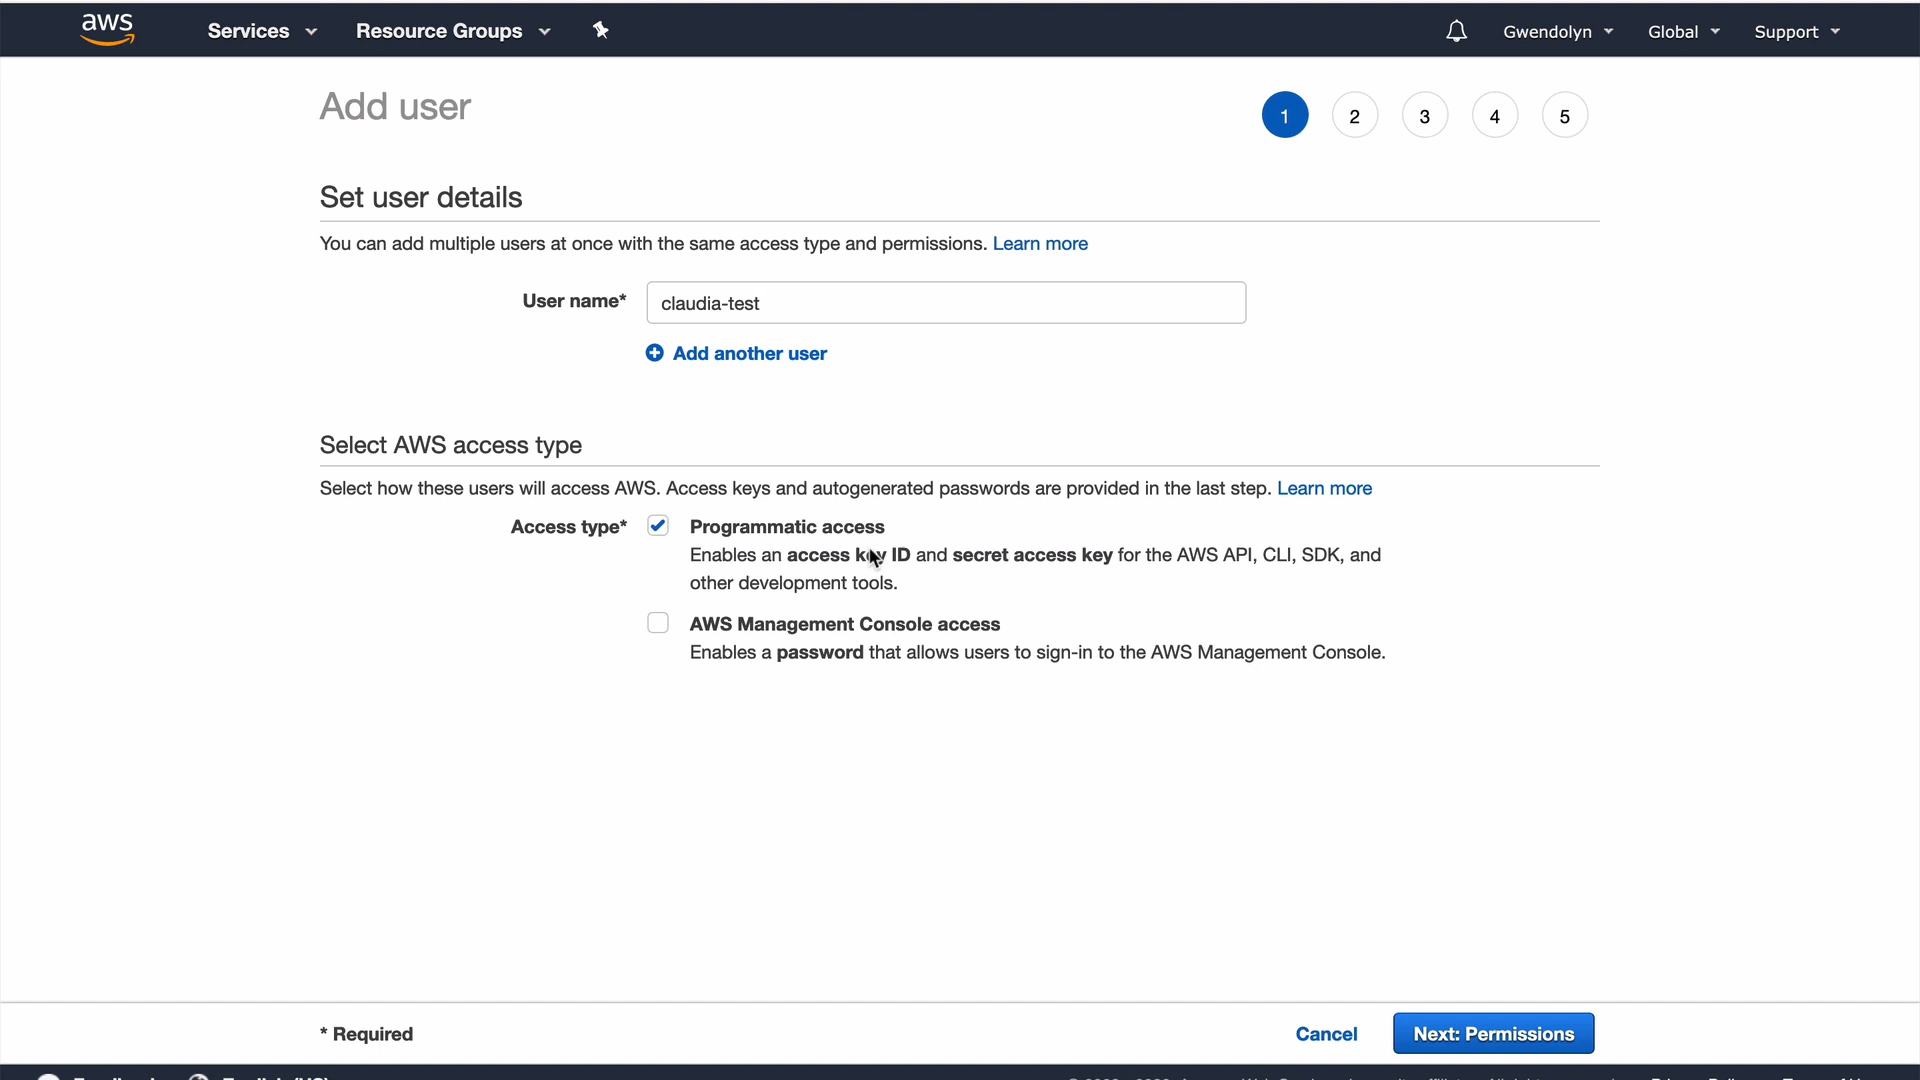 aws Services Resource Groups Gwendolyn Global Support
Add user
1 2 3 4 5
Set user details
You can add multiple users at once with the same access type and permissions. Learn more
User name* claudia-test
Add another user
Select AWS access type
Select how these users will access AWS. Access keys and autogenerated passwords are provided in the last step. Learn more
Access type* Programmatic access
Enables an access key ID and secret access key for the AWS API, CLI, SDK, and
other development tools.
AWS Management Console access
Enables a password that allows users to sign-in to the AWS Management Console.
* Required Cancel Next: Permissions